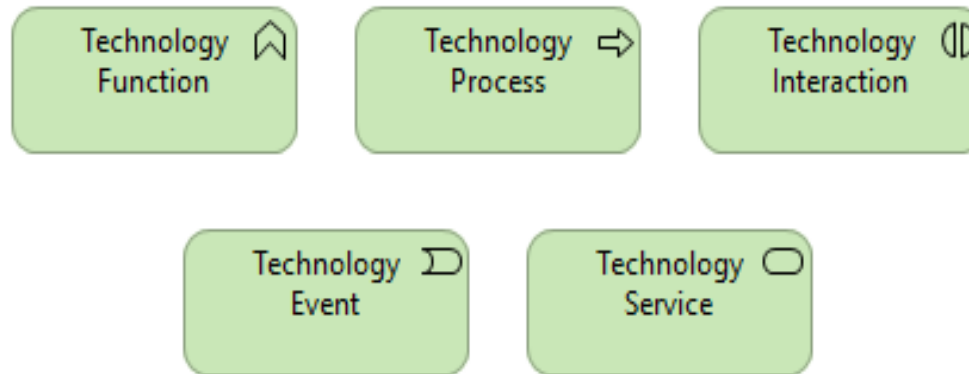 Technology
Function
Technology
Process
Technology
Interaction
Technology
Event
Technology
Service